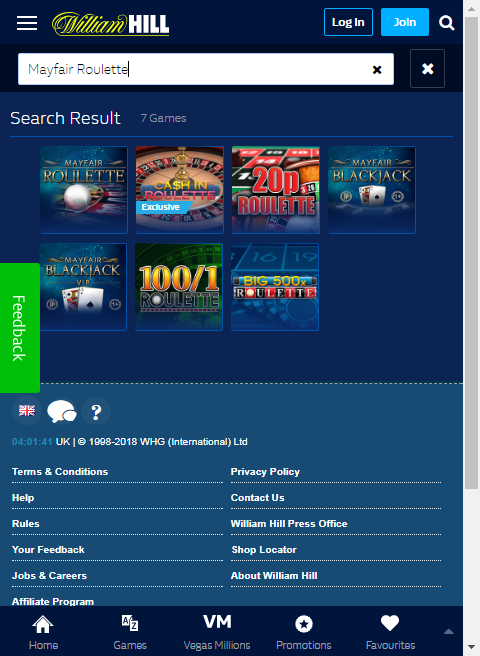 William HILL
Log In
Join
Mayfair Roulette
Search Result
7 Games
MAYFAIR
ROULETTE
CA$H IN
ROULETTE
Exclusive
20p
ROULETTE
MAYFAIR
BLACKJACK
MAYFAIR
BLACKJACK
VIP
100/1
ROULETTE
BIG 500x
ROULETTE
Feedback
?
04:01:41 UK | © 1998-2018 WHG (International) Ltd
Terms & Conditions
Privacy Policy
Help
Contact Us
Rules
William Hill Press Office
Your Feedback
Shop Locator
Jobs & Careers
About William Hill
Affiliate Program
Home
A Z
Games
VM
Vegas Millions
Promotions
Favourites